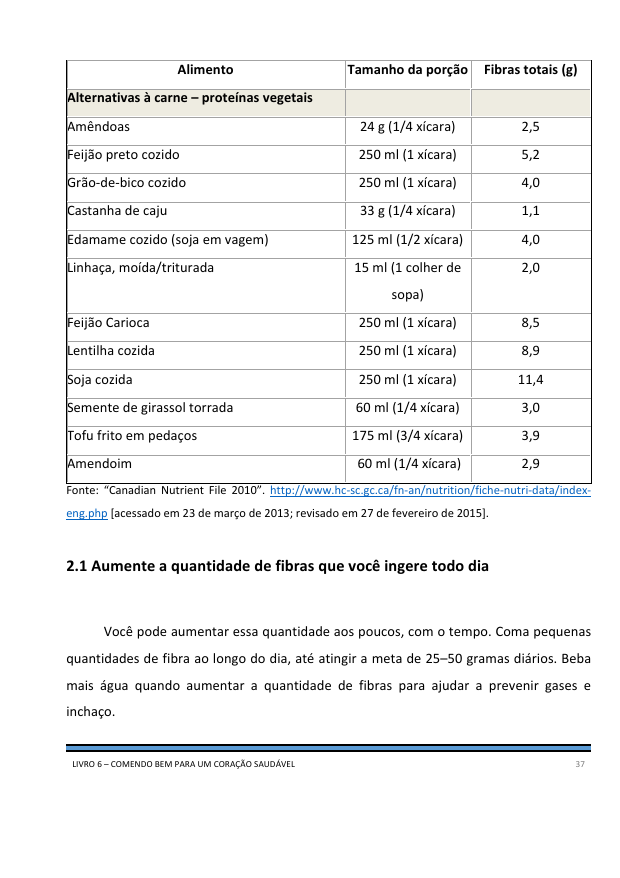 Alimento Tamanho da porção Fibras totais (g)
Alternativas à carne – proteínas vegetais
Amêndoas 24 g (1/4 xícara) 2,5
Feijão preto cozido 250 ml (1 xícara) 5,2
Grão-de-bico cozido 250 ml (1 xícara) 4,0
Castanha de caju 33 g (1/4 xícara) 1,1
Edamame cozido (soja em vagem) 125 ml (1/2 xícara) 4,0
Linhaça, moída/triturada 15 ml (1 colher de 2,0
sopa)
Feijão Carioca 250 ml (1 xícara) 8,5
Lentilha cozida 250 ml (1 xícara) 8,9
Soja cozida 250 ml (1 xícara) 11,4
Semente de girassol torrada 60 ml (1/4 xícara) 3,0
Tofu frito em pedaços 175 ml (3/4 xícara) 3,9
Amendoim 60 ml (1/4 xícara) 2,9
Fonte: “Canadian Nutrient File 2010”. http://www.hc-sc.gc.ca/fn-an/nutrition/fiche-nutri-data/index-
eng.php [acessado em 23 de março de 2013; revisado em 27 de fevereiro de 2015].
2.1 Aumente a quantidade de fibras que você ingere todo dia
Você pode aumentar essa quantidade aos poucos, com o tempo. Coma pequenas
quantidades de fibra ao longo do dia, até atingir a meta de 25–50 gramas diários. Beba
mais água quando aumentar a quantidade de fibras para ajudar a prevenir gases e
inchaço.
LIVRO 6 – COMENDO BEM PARA UM CORAÇÃO SAUDÁVEL 37